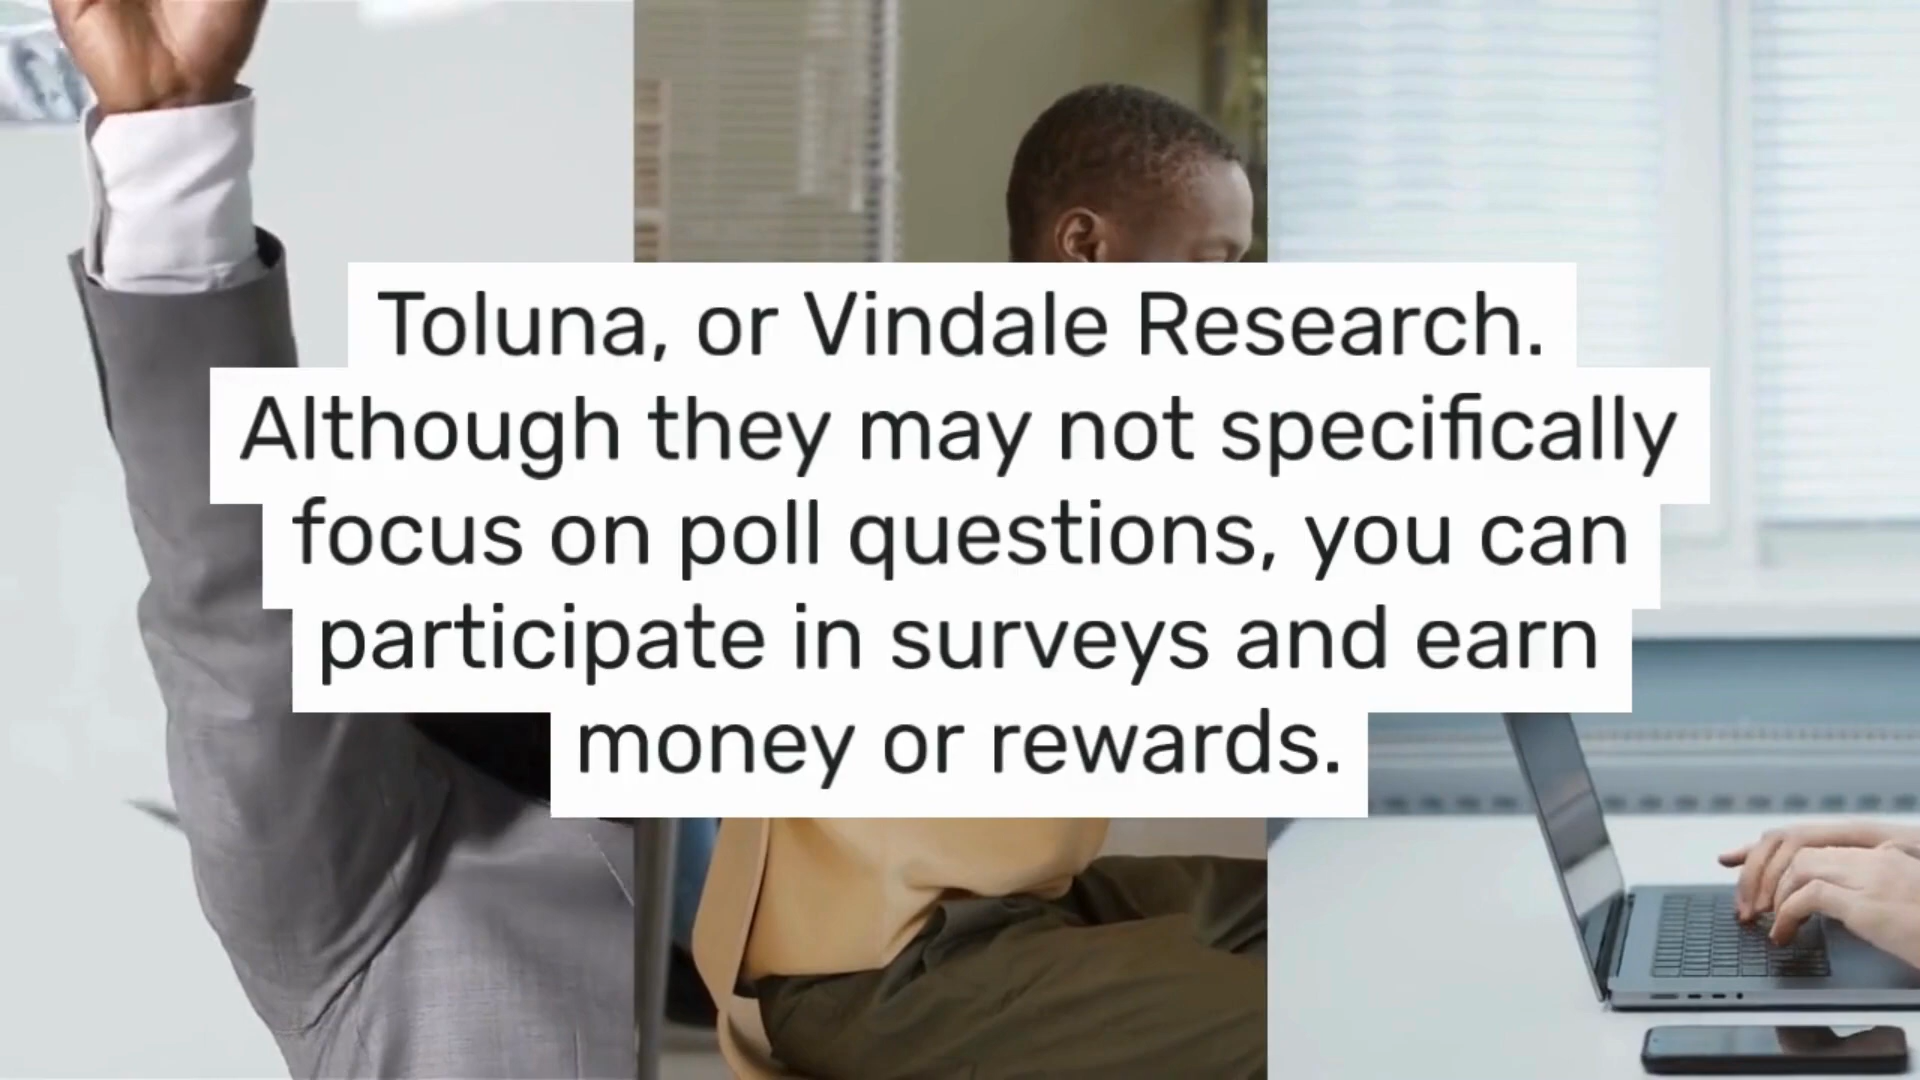 Toluna, or Vindale Research.
Although they may not specifically
focus on poll questions, you can
participate in surveys and earn
money or rewards.